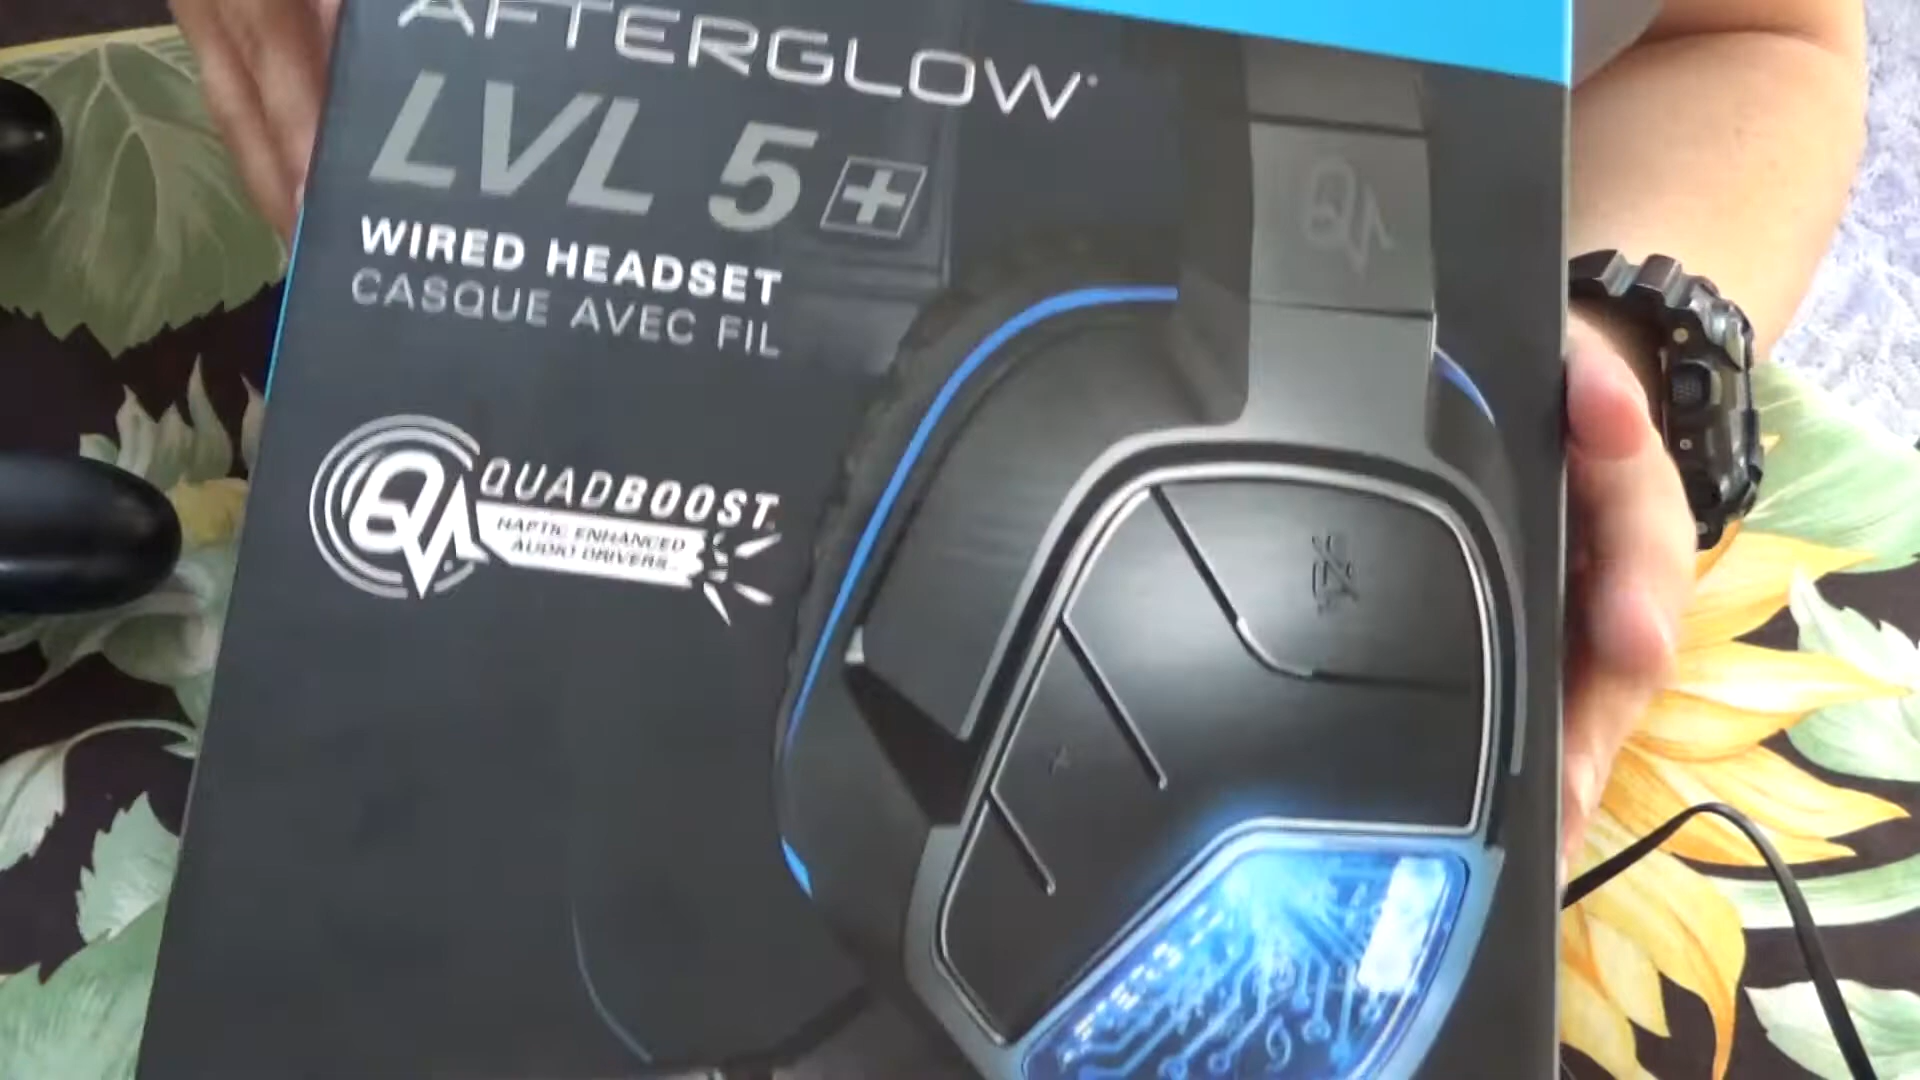 AFTERGLOW
LVL 5+
WIRED HEADSET
CASQUE AVEC FIL
QUADBOOST
HAPTIC ENHANCED
AUDIO DRIVERS